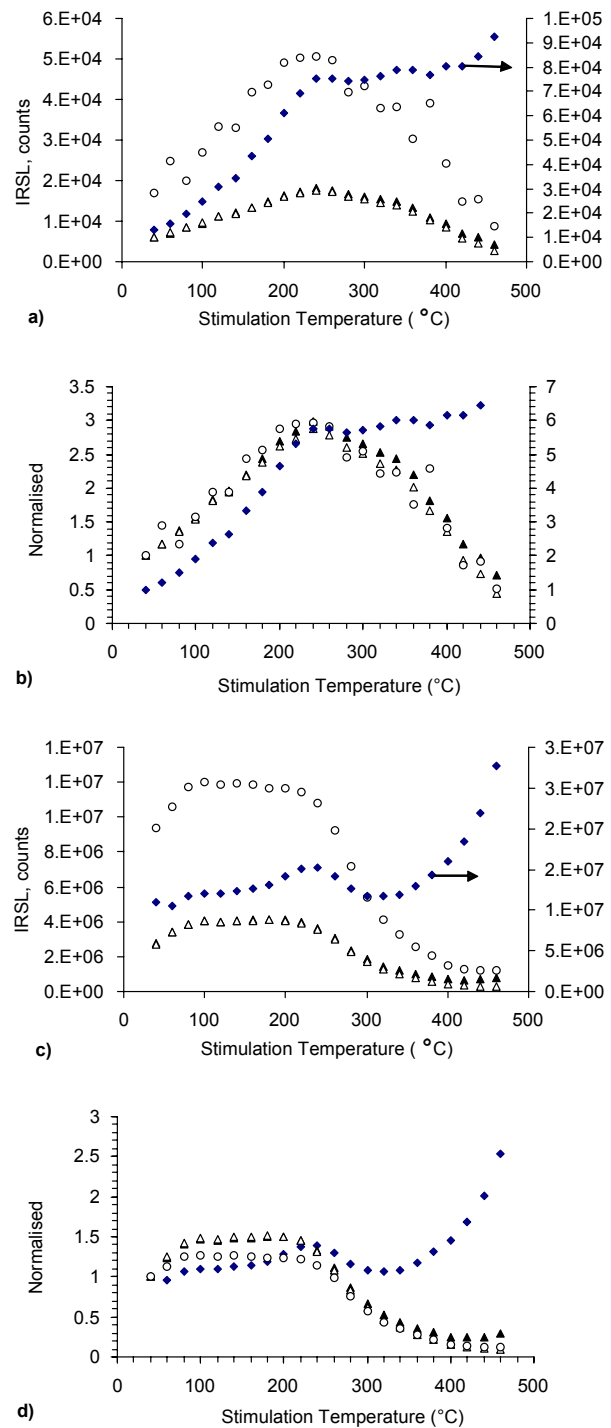 6.E+04
5.E+04
4.E+04
3.E+04
2.E+04
1.E+04
0.E+00
IRSL, counts
1.E+05
9.E+04
8.E+04
7.E+04
6.E+04
5.E+04
4.E+04
3.E+04
2.E+04
1.E+04
0.E+00
0 100 200 300 400 500
a) Stimulation Temperature ( °C)
3.5
3
2.5
2
1.5
1
0.5
0
Normalised
7
6
5
4
3
2
1
0
0 100 200 300 400 500
b) Stimulation Temperature (°C)
1.E+07
1.E+07
1.E+07
8.E+06
6.E+06
4.E+06
2.E+06
0.E+00
IRSL, counts
3.E+07
3.E+07
2.E+07
2.E+07
1.E+07
5.E+06
0.E+00
0 100 200 300 400 500
c) Stimulation Temperature ( °C)
3
2.5
2
1.5
1
0.5
0
Normalised
0 100 200 300 400 500
d) Stimulation Temperature (°C)